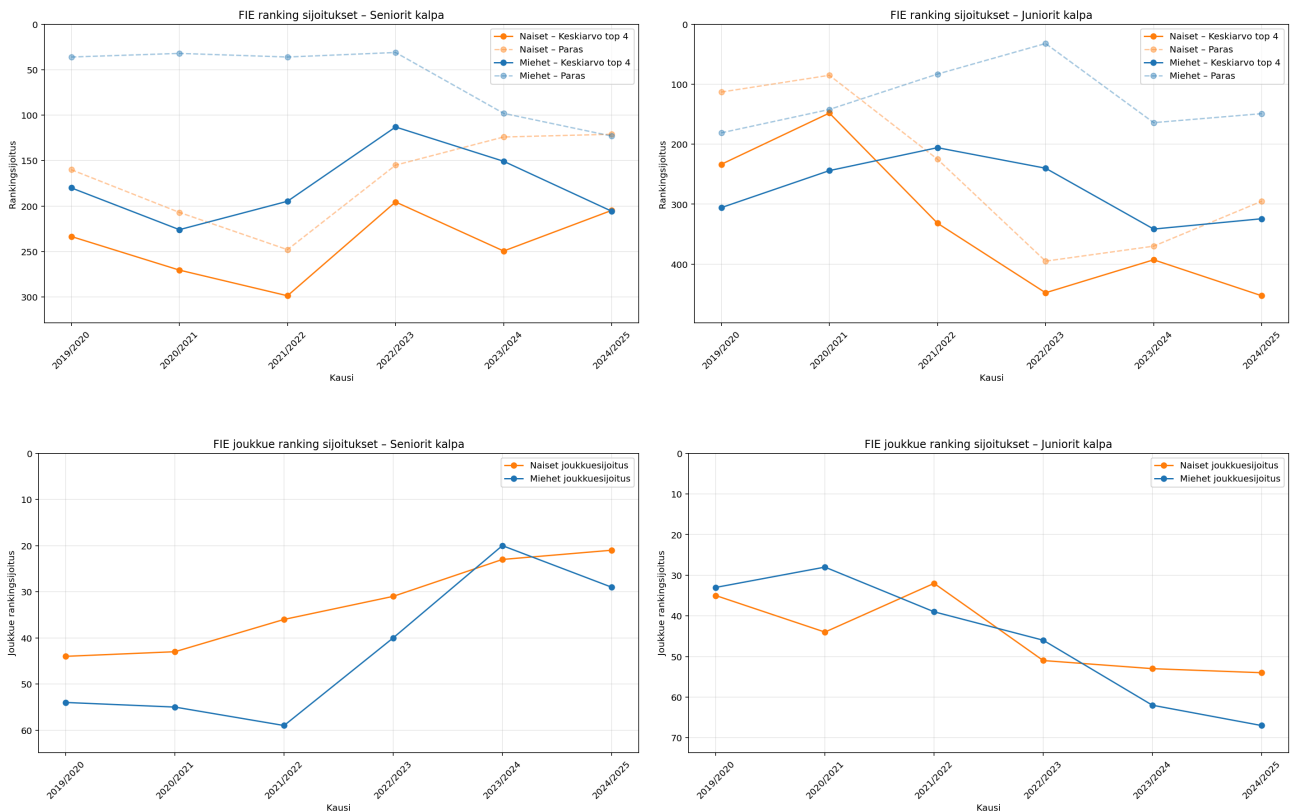 FIE ranking sijoitukset – Seniorit kalpa
0
50
100
150
200
250
300
Rankingsijoitus
Naiset – Keskiarvo top 4
Naiset – Paras
Miehet – Keskiarvo top 4
Miehet – Paras
2019/2020
2020/2021
2021/2022
2022/2023
2023/2024
2024/2025
Kausi
FIE ranking sijoitukset – Juniorit kalpa
0
100
200
300
400
Rankingsijoitus
Naiset – Keskiarvo top 4
Naiset – Paras
Miehet – Keskiarvo top 4
Miehet – Paras
2019/2020
2020/2021
2021/2022
2022/2023
2023/2024
2024/2025
Kausi
FIE joukkue ranking sijoitukset – Seniorit kalpa
0
10
20
30
40
50
60
Joukkue rankingsijoitus
Naiset joukkuesijoitus
Miehet joukkuesijoitus
2019/2020
2020/2021
2021/2022
2022/2023
2023/2024
2024/2025
Kausi
FIE joukkue ranking sijoitukset – Juniorit kalpa
0
10
20
30
40
50
60
70
Joukkue rankingsijoitus
Naiset joukkuesijoitus
Miehet joukkuesijoitus
2019/2020
2020/2021
2021/2022
2022/2023
2023/2024
2024/2025
Kausi